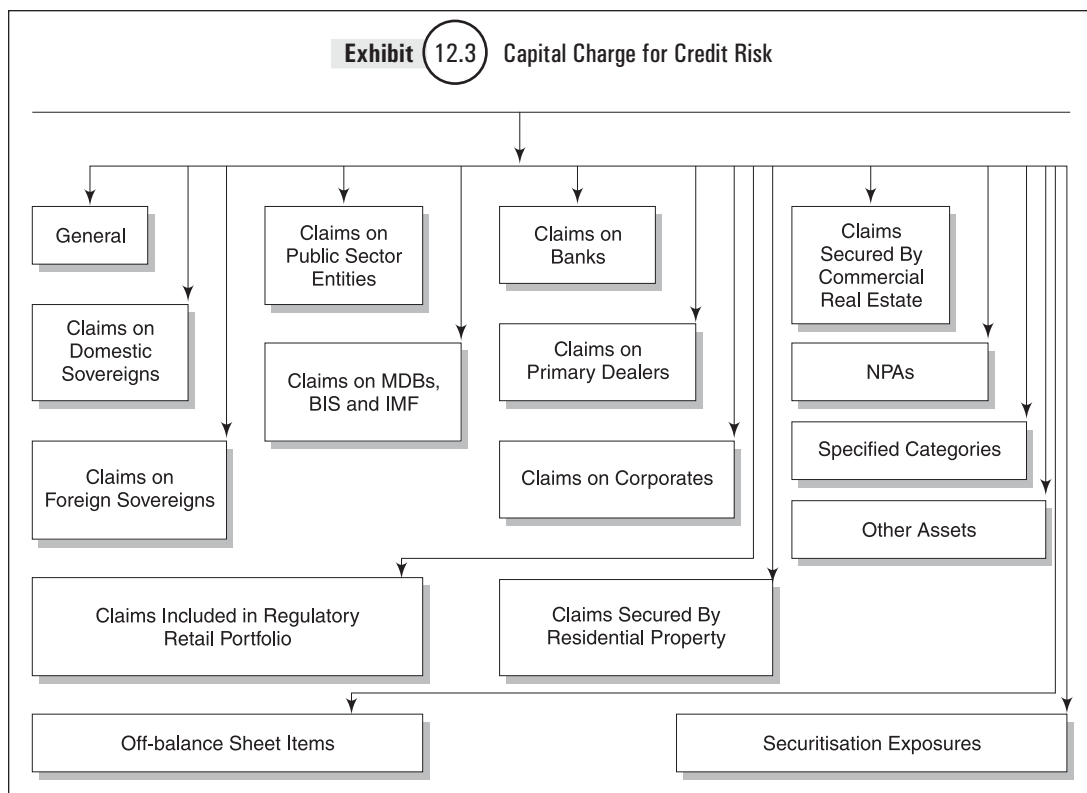 Exhibit 12.3 Capital Charge for Credit Risk
General
Claims on
Public Sector
Entities
Claims on
Banks
Claims
Secured By
Commercial
Real Estate
Claims on
Domestic
Sovereigns
Claims on MDBs,
BIS and IMF
Claims on
Primary Dealers
NPAs
Claims on
Foreign Sovereigns
Claims on Corporates
Specified Categories
Other Assets
Claims Included in Regulatory
Retail Portfolio
Claims Secured By
Residential Property
Off-balance Sheet Items
Securitisation Exposures